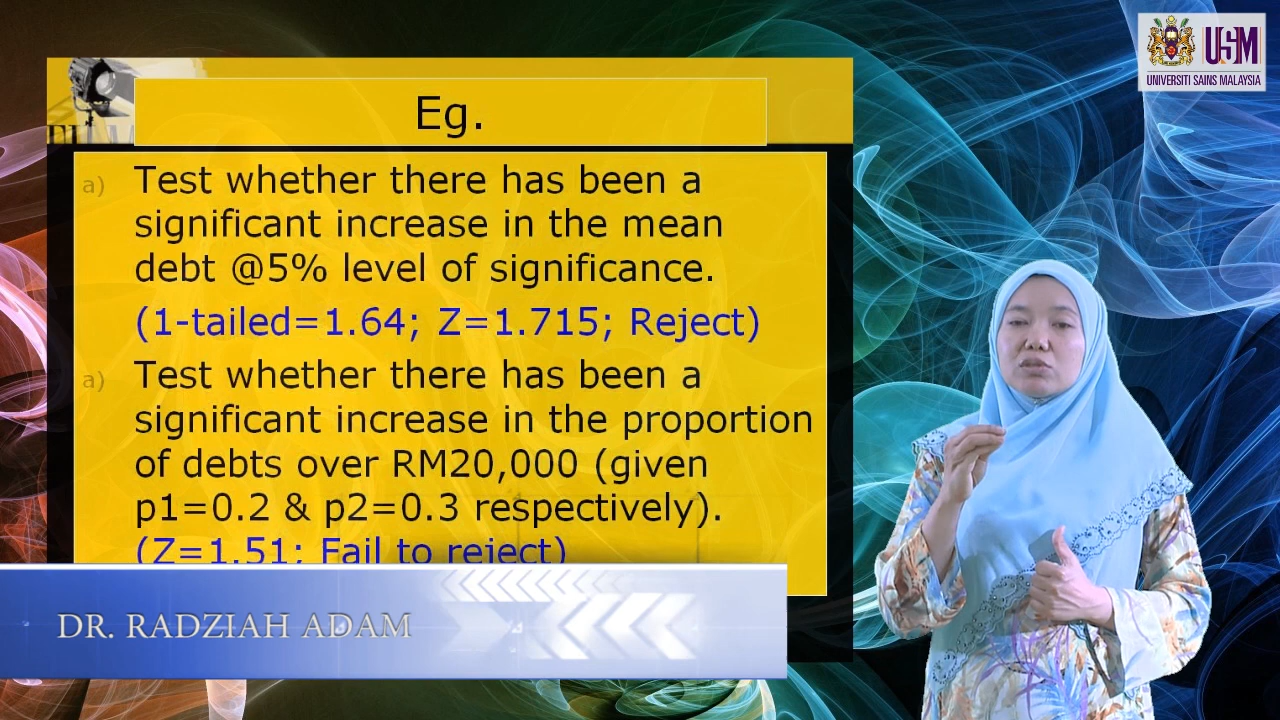 USM
UNIVERSITI SAINS MALAYSIA
Eg.
a) Test whether there has been a
significant increase in the mean
debt @5% level of significance.
(1-tailed=1.64; Z=1.715; Reject)
a) Test whether there has been a
significant increase in the proportion
of debts over RM20,000 (given
p1=0.2 & p2=0.3 respectively).
(Z=1.51; Fail to reject)
DR. RADZIAH ADAM